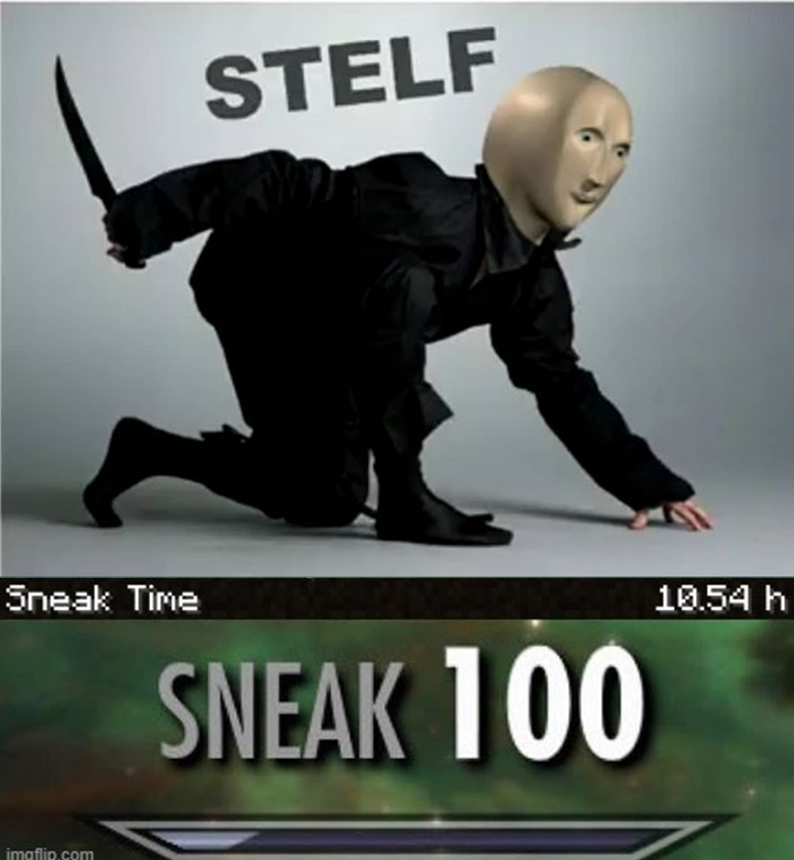 STELF
Sneak Time 10.54 h
SNEAK 100
imgflip.com